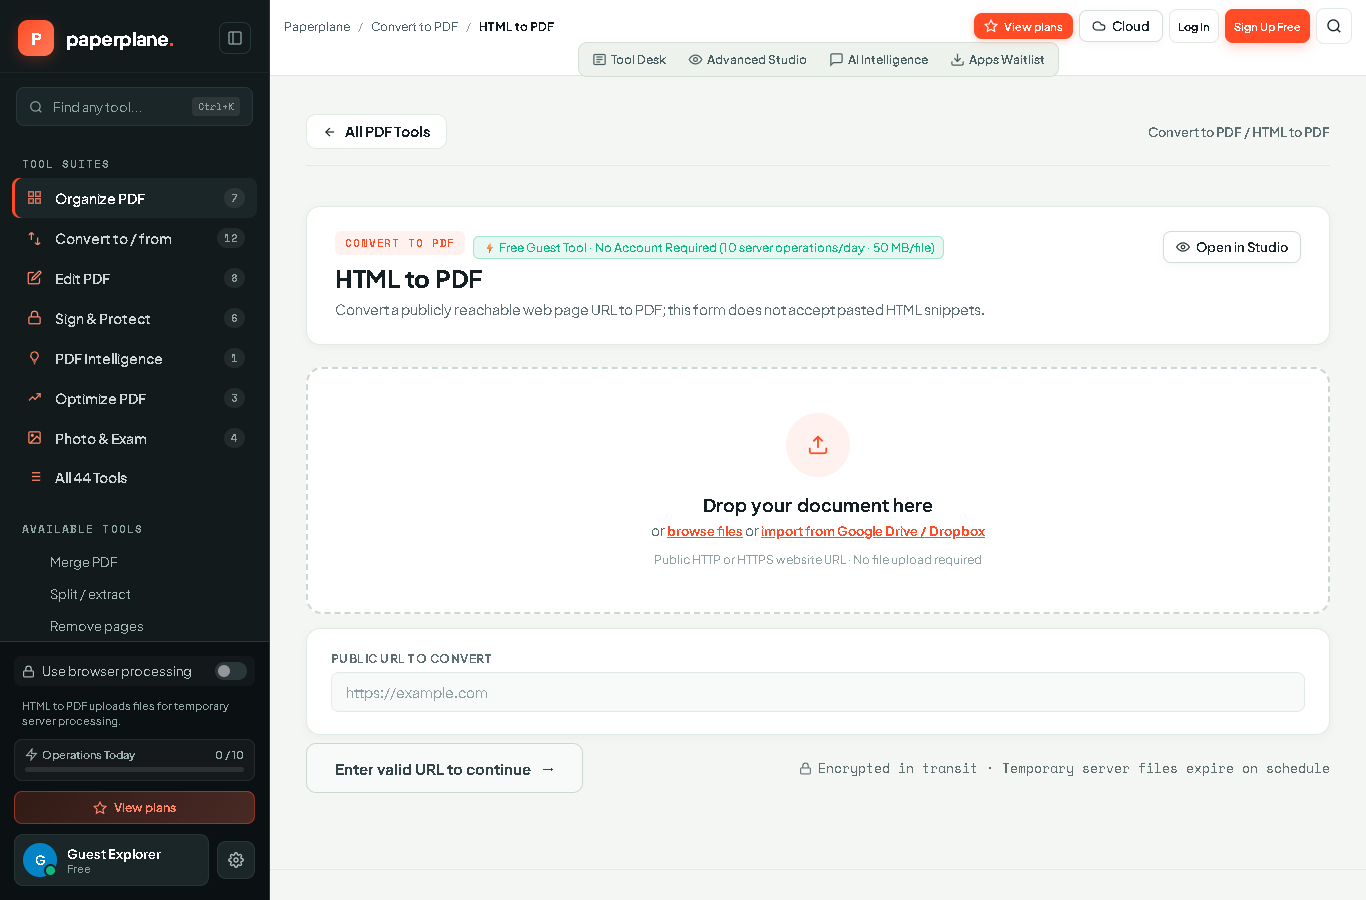 P paperplane.
Find any tool... Ctrl+K
TOOL SUITES
Organize PDF 7
Convert to / from 12
Edit PDF 8
Sign & Protect 6
PDF Intelligence 1
Optimize PDF 3
Photo & Exam 4
All 44 Tools
AVAILABLE TOOLS
Merge PDF
Split / extract
Remove pages
Use browser processing
HTML to PDF uploads files for temporary
server processing.
Operations Today 0 / 10
View plans
G Guest Explorer
Free
Paperplane / Convert to PDF / HTML to PDF
View plans Cloud Log In Sign Up Free
Tool Desk Advanced Studio AI Intelligence Apps Waitlist
← All PDF Tools
Convert to PDF / HTML to PDF
CONVERT TO PDF Free Guest Tool · No Account Required (10 server operations/day · 50 MB/file)
Open in Studio
HTML to PDF
Convert a publicly reachable web page URL to PDF; this form does not accept pasted HTML snippets.
Drop your document here
or browse files or import from Google Drive / Dropbox
Public HTTP or HTTPS website URL · No file upload required
PUBLIC URL TO CONVERT
https://example.com
Enter valid URL to continue →
Encrypted in transit · Temporary server files expire on schedule